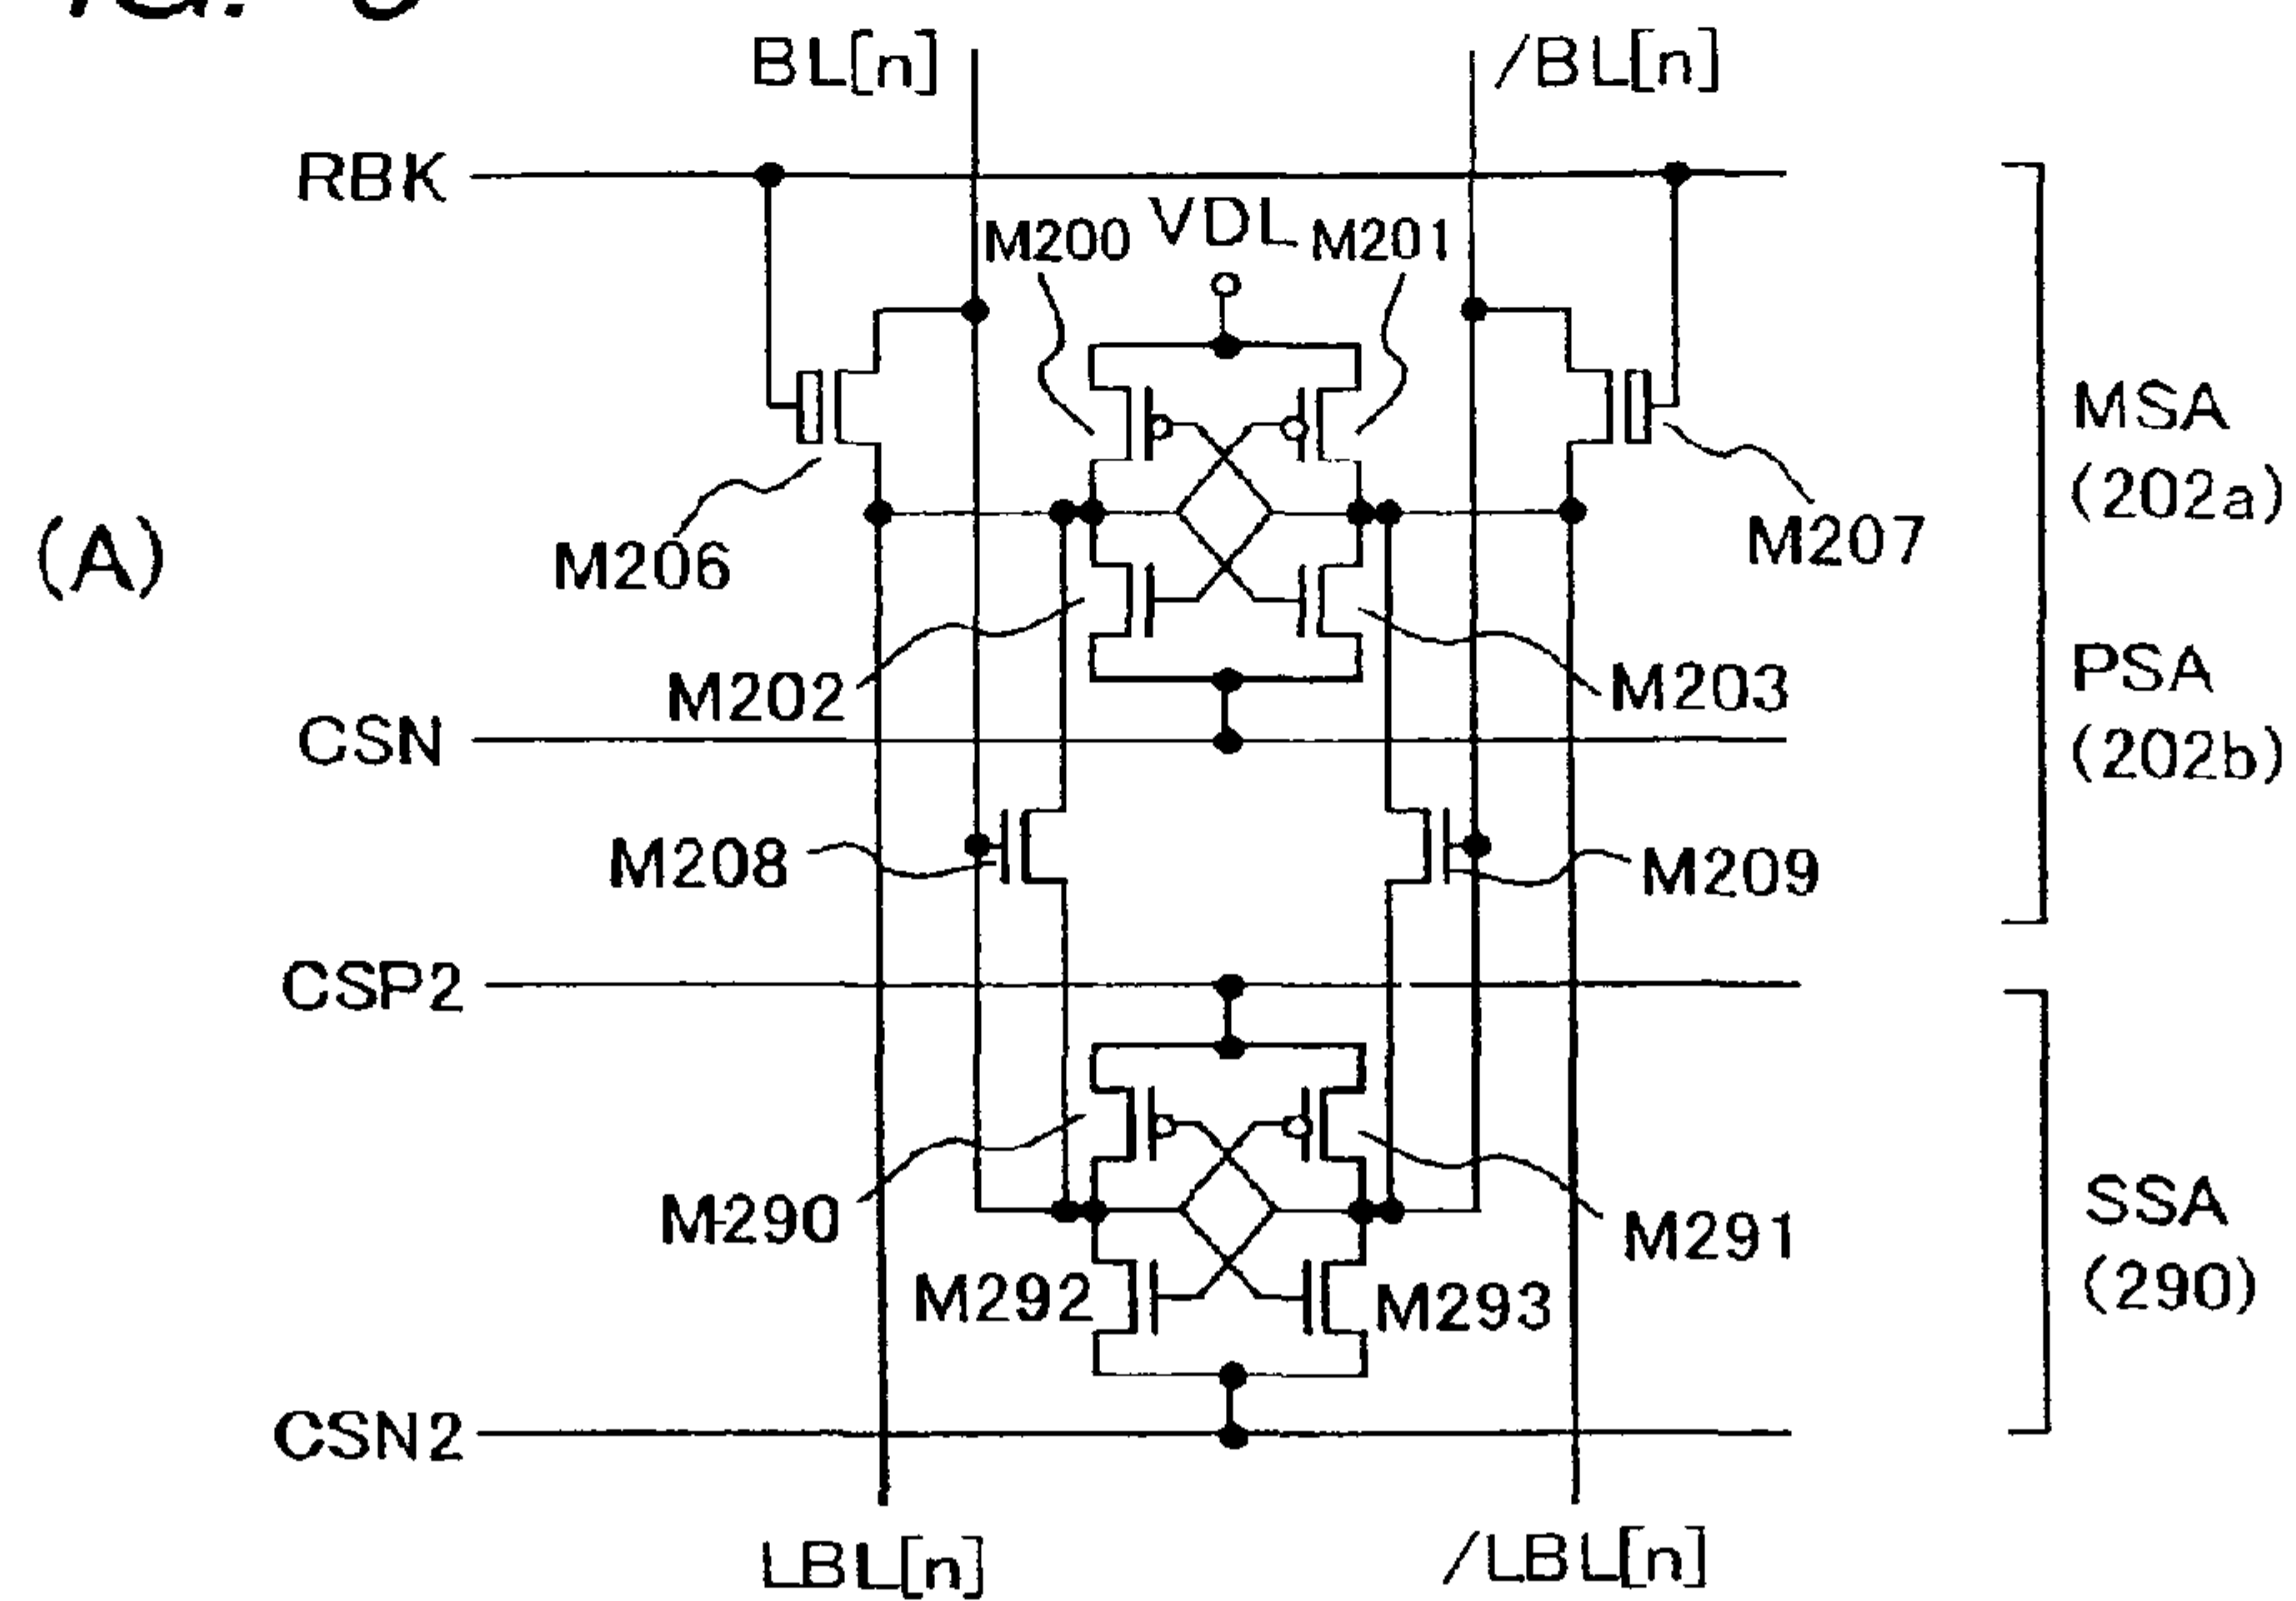 BL[n]
/BL[n]
RBK
M200
VDL
M201
MSA
(202a)
(A)
M206
M207
PSA
(202b)
M202
M203
CSN
M208
M209
CSP2
M290
M291
SSA
(290)
M292
M293
CSN2
LBL[n]
/LBL[n]